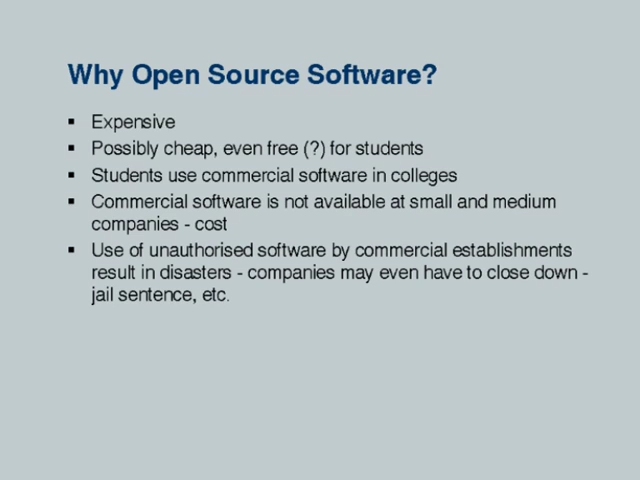 Why Open Source Software?
▪ Expensive
▪ Possibly cheap, even free (?) for students
▪ Students use commercial software in colleges
▪ Commercial software is not available at small and medium
companies - cost
▪ Use of unauthorised software by commercial establishments
result in disasters - companies may even have to close down -
jail sentence, etc.